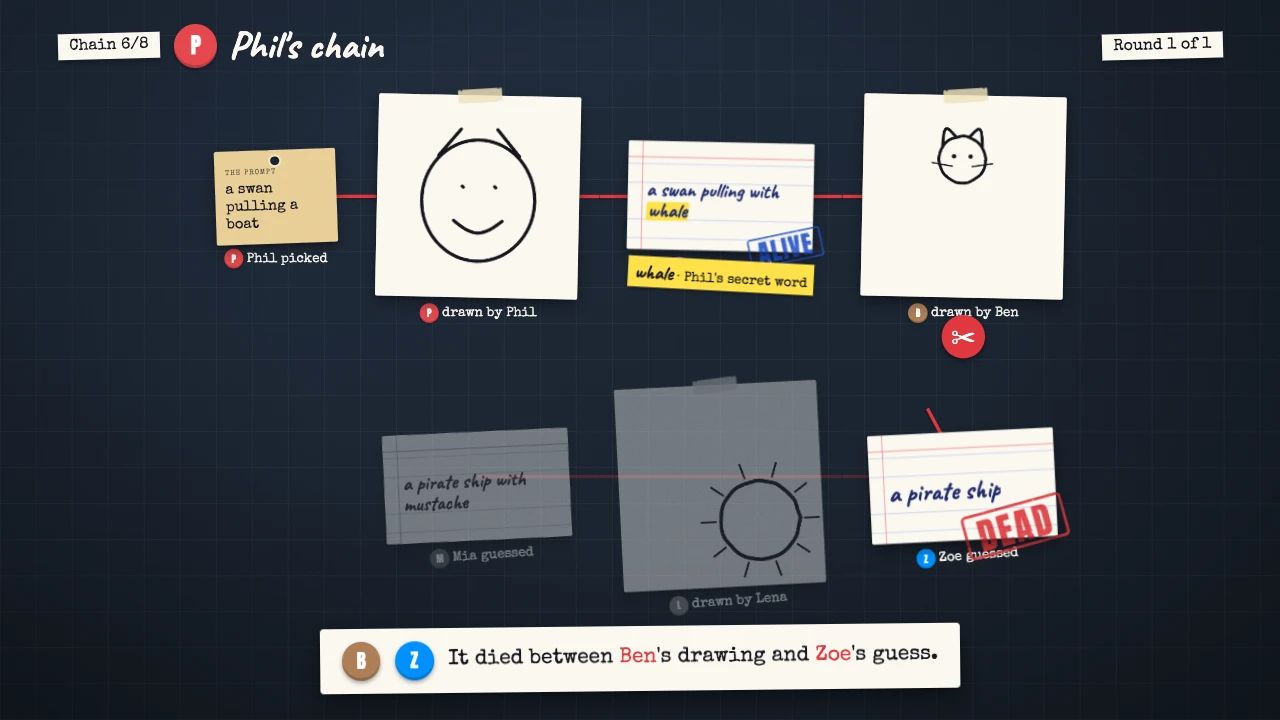 Chain 6/8
P
Phil's chain
Round 1 of 1
THE PROMPT
a swan
pulling a
boat
P Phil picked
P drawn by Phil
a swan pulling with
whale
ALIVE
whale · Phil's secret word
B drawn by Ben
a pirate ship with
mustache
M Mia guessed
L drawn by Lena
a pirate ship
DEAD
Z Zoe guessed
B Z It died between Ben's drawing and Zoe's guess.